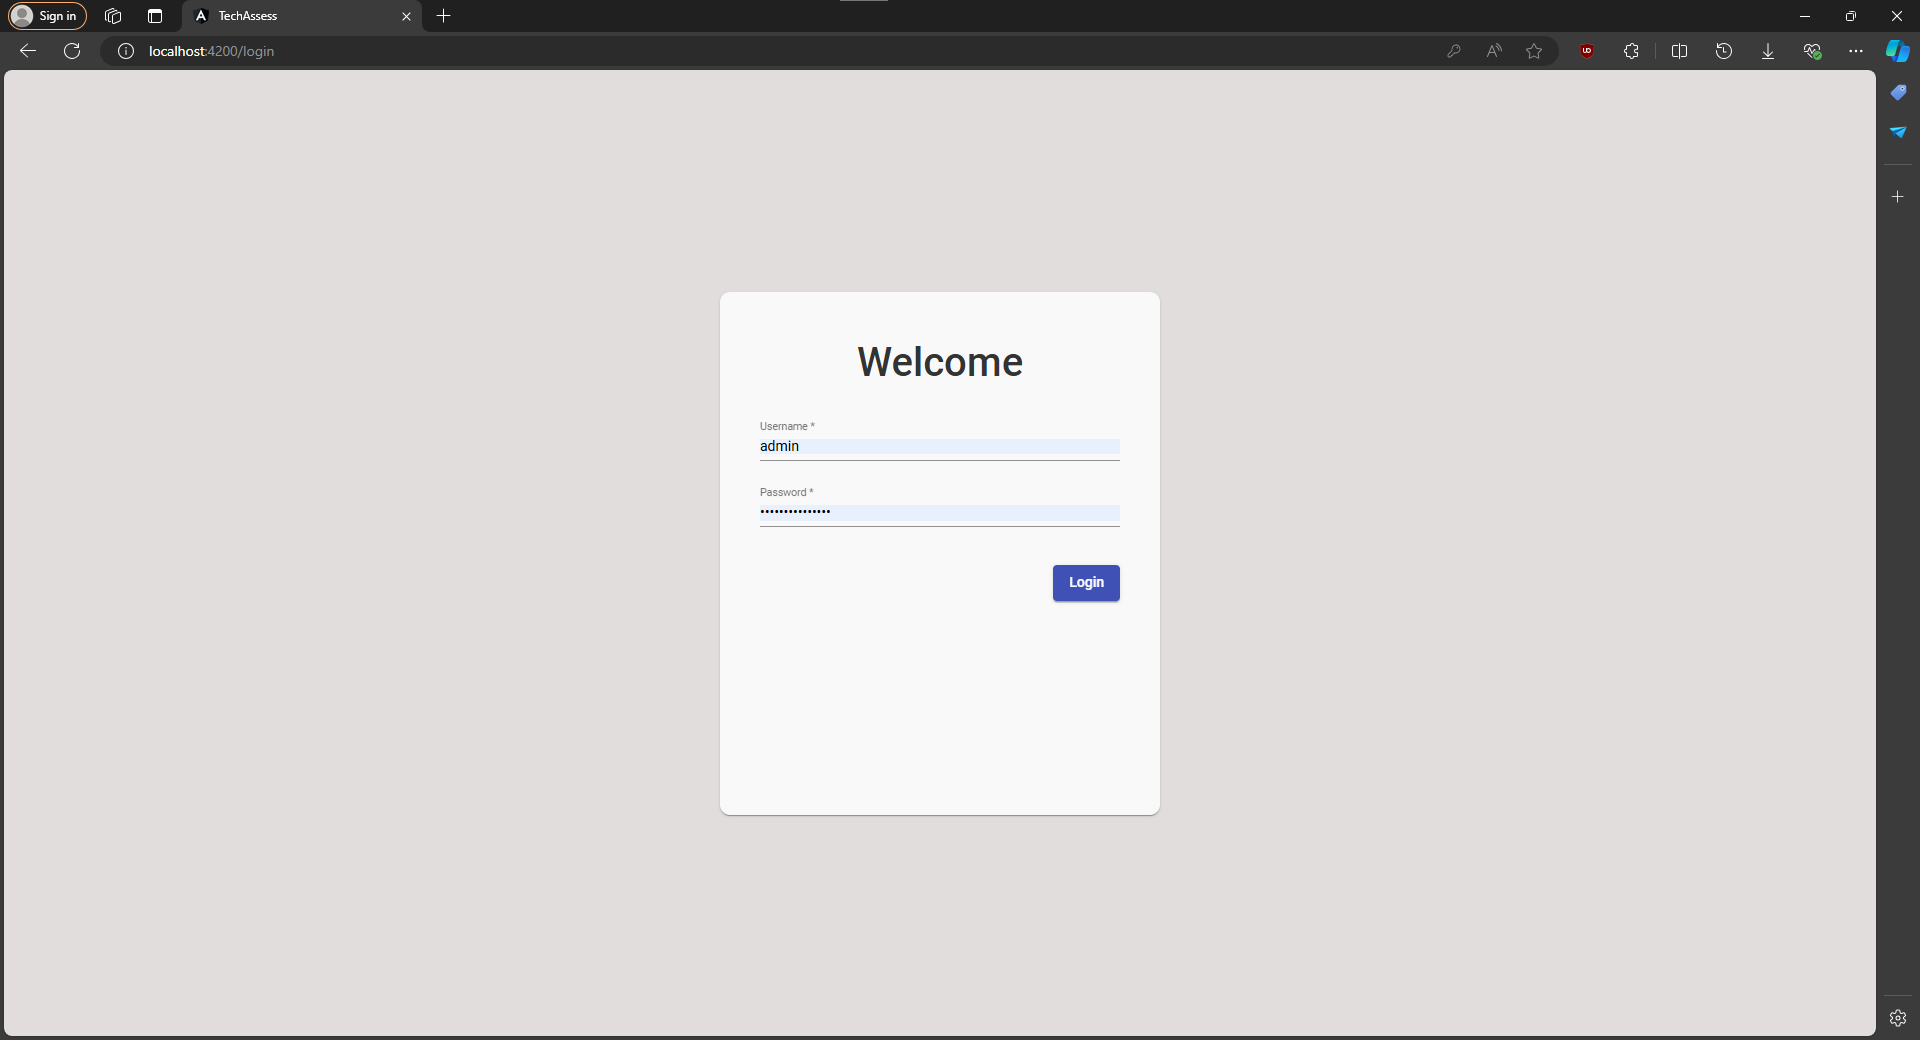 Sign in
TechAssess
localhost:4200/login
Welcome
Username *
admin
Password *
•••••••••••••••
Login